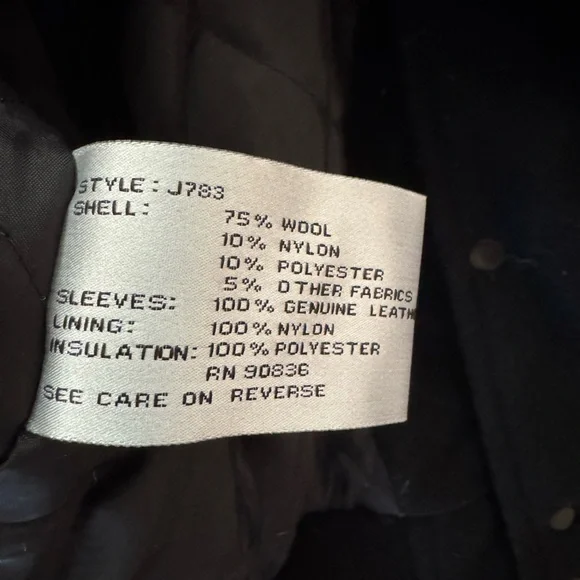 STYLE: J783
SHELL: 75% WOOL
10% NYLON
10% POLYESTER
5% OTHER FABRICS
SLEEVES: 100% GENUINE
LINING: 100% NYLON
INSULATION: 100% POLYESTER
RN 90836
SEE CARE ON REVERSE